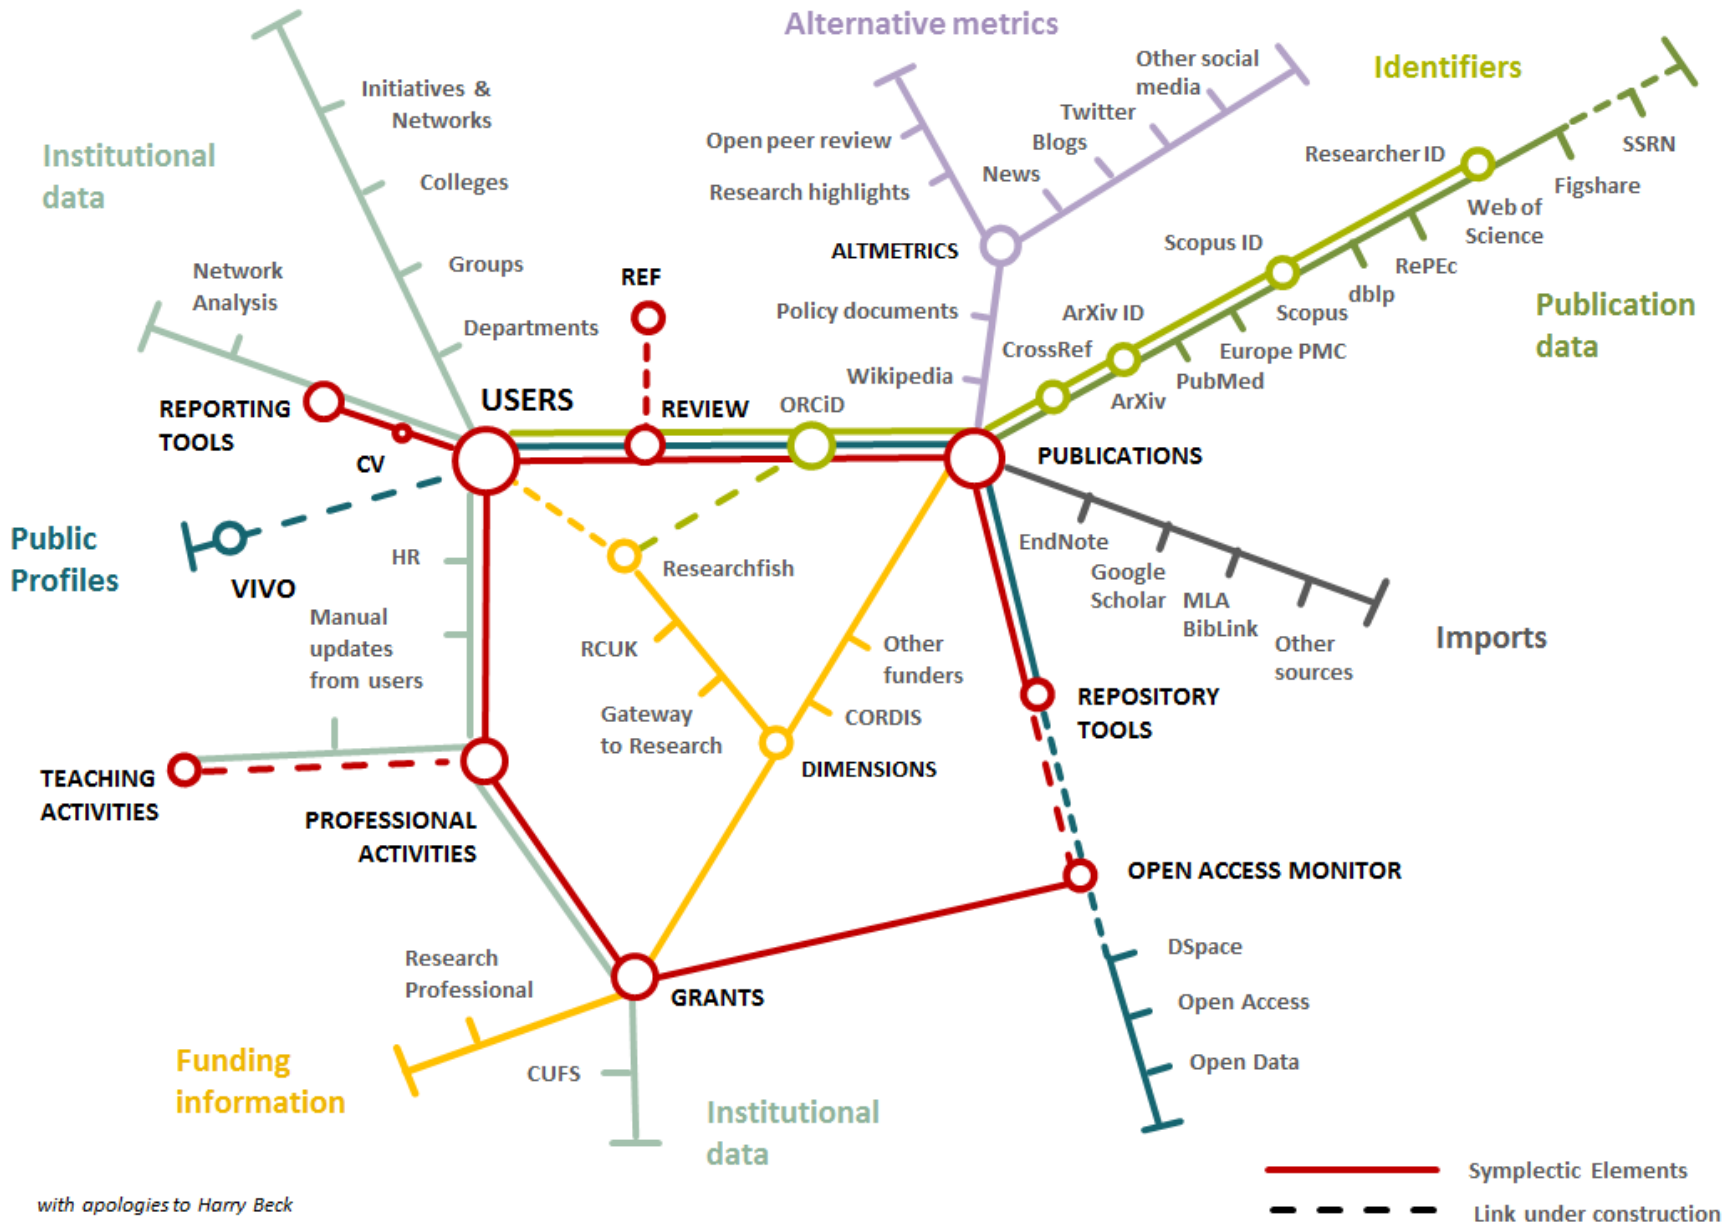 Alternative metrics
Other social
media
Identifiers
Initiatives &
Networks
Twitter
Open peer review
Blogs
SSRN
Institutional
data
Researcher ID
News
Colleges
Research highlights
Figshare
Web of
Science
Scopus ID
ALTMETRICS
Groups
RePEc
Network
Analysis
REF
dblp
Publication
data
Policy documents
ArXiv ID
Scopus
Departments
CrossRef
Europe PMC
Wikipedia
PubMed
USERS
ArXiv
REPORTING
TOOLS
REVIEW
ORCiD
CV
PUBLICATIONS
Public
Profiles
EndNote
HR
Researchfish
Google
Scholar
VIVO
MLA
BibLink
Manual
updates
from users
Imports
RCUK
Other
funders
Other
sources
REPOSITORY
TOOLS
Gateway
to Research
CORDIS
DIMENSIONS
TEACHING
ACTIVITIES
PROFESSIONAL
ACTIVITIES
OPEN ACCESS MONITOR
DSpace
Research
Professional
GRANTS
Open Access
Funding
information
CUFS
Open Data
Institutional
data
Symplectic Elements
with apologies to Harry Beck
Link under construction